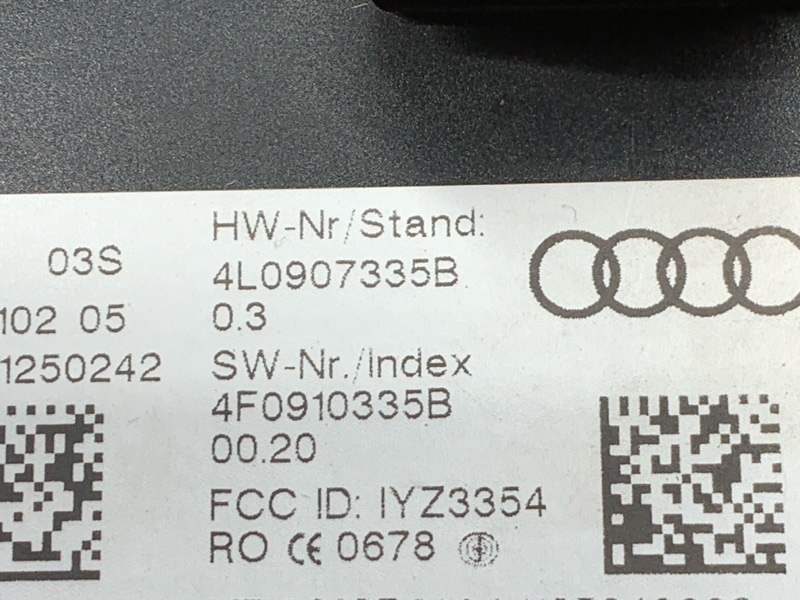 03S
102 05
1250242
HW-Nr/Stand:
4L0907335B
0.3
SW-Nr./Index
4F0910335B
00.20
FCC ID: IYZ3354
RO CE 0678